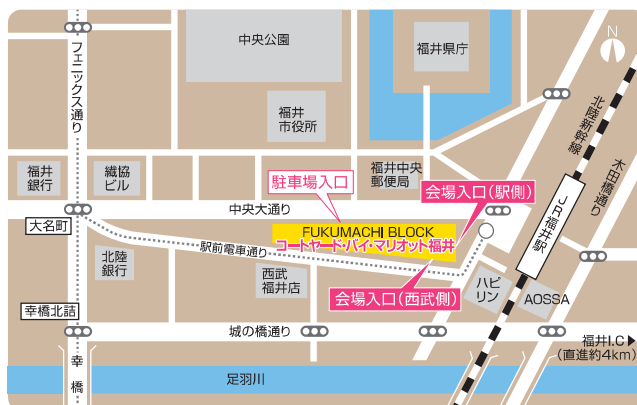 中央公園
福井県庁
N
フェニックス通り
福井
市役所
北陸新幹線
木田橋通り
福井
銀行
繊協
ビル
駐車場入口
福井中央
郵便局
会場入口(駅側)
JR福井駅
中央大通り
大名町
FUKUMACHI BLOCK
コートヤード・バイ・マリオット福井
駅前電車通り
北陸
銀行
西武
福井店
会場入口(西武側)
ハピ
リン
AOSSA
幸橋北詰
城の橋通り
福井I.C
(直進約4km)
幸橋
足羽川